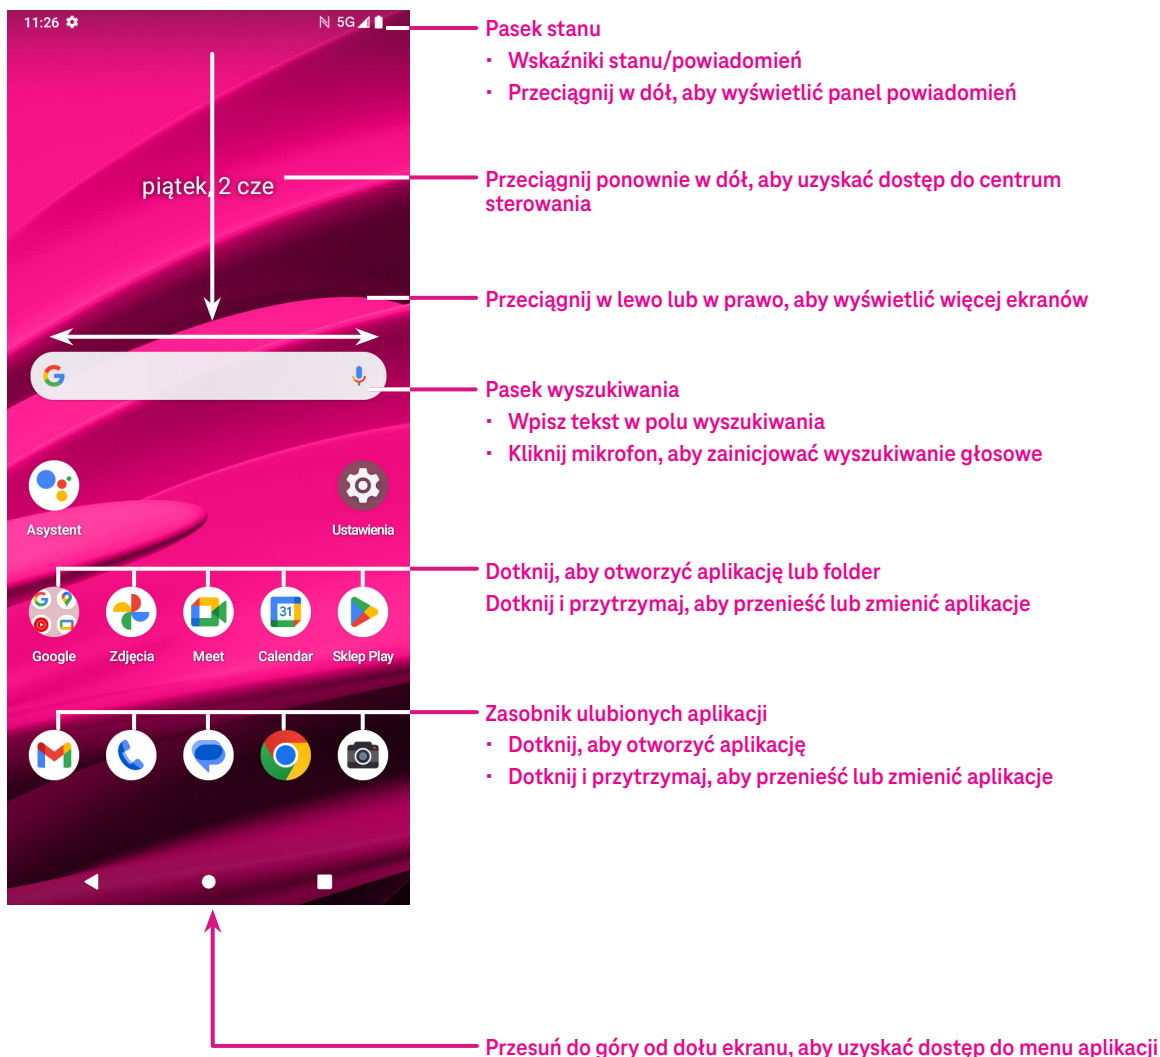 11:26
5G
Pasek stanu
· Wskaźniki stanu/powiadomień
· Przeciągnij w dół, aby wyświetlić panel powiadomień
piątek, 2 cze
Przeciągnij ponownie w dół, aby uzyskać dostęp do centrum
sterowania
Przeciągnij w lewo lub w prawo, aby wyświetlić więcej ekranów
Pasek wyszukiwania
· Wpisz tekst w polu wyszukiwania
· Kliknij mikrofon, aby zainicjować wyszukiwanie głosowe
Asystent
Ustawienia
Dotknij, aby otworzyć aplikację lub folder
Dotknij i przytrzymaj, aby przenieść lub zmienić aplikacje
31
Google
Zdjęcia
Meet
Calendar
Sklep Play
Zasobnik ulubionych aplikacji
· Dotknij, aby otworzyć aplikację
· Dotknij i przytrzymaj, aby przenieść lub zmienić aplikacje
Przesuń do góry od dołu ekranu, aby uzyskać dostęp do menu aplikacji